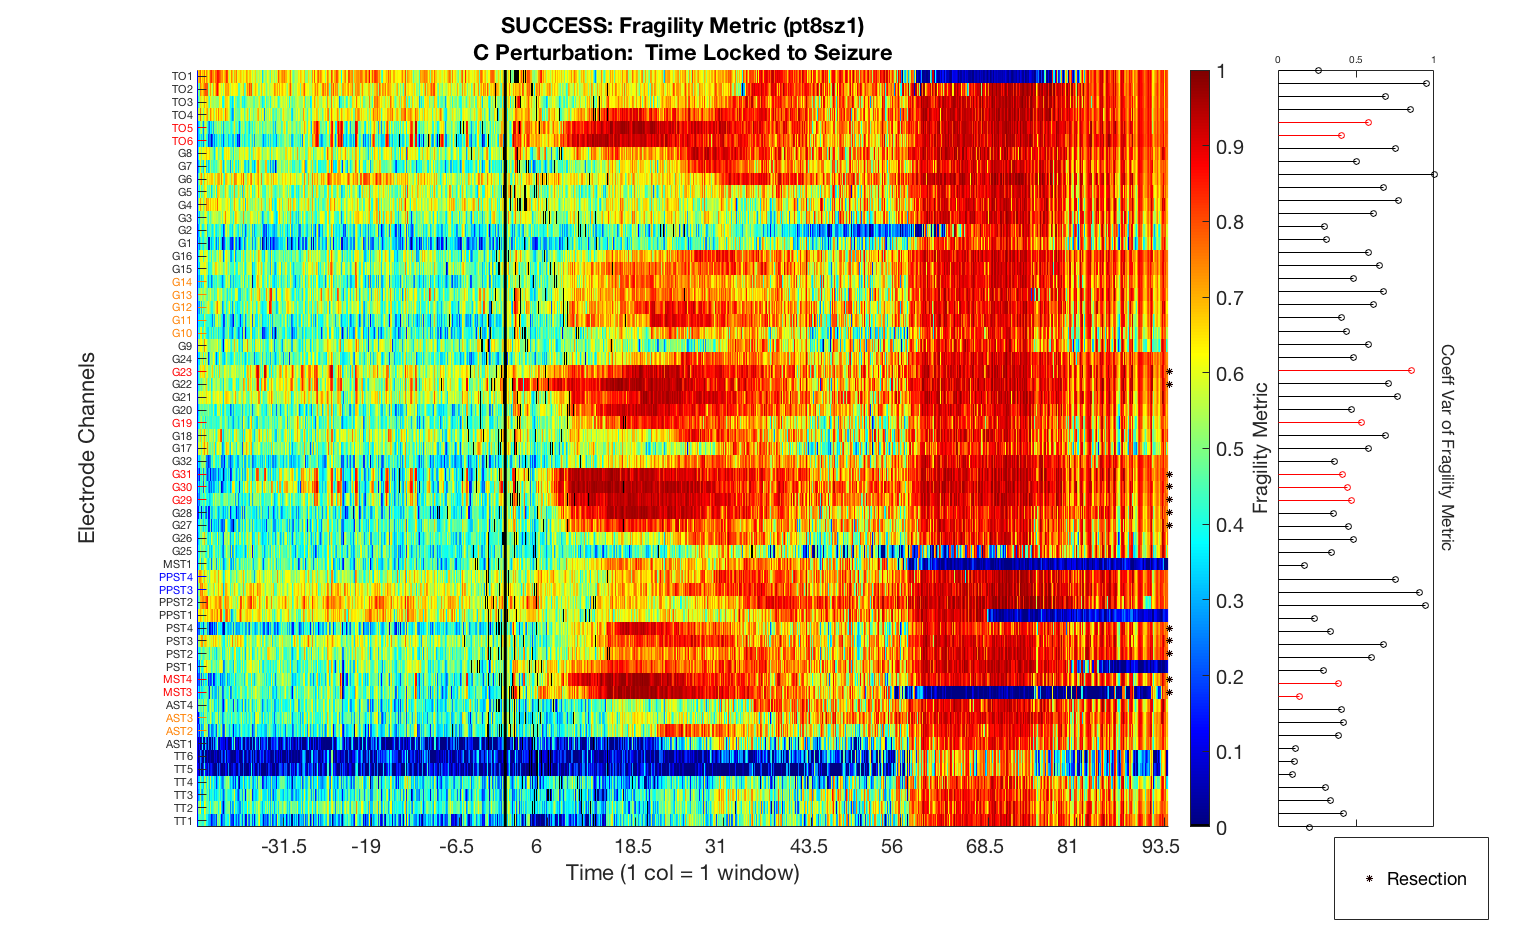 SUCCESS: Fragility Metric (pt8sz1)
C Perturbation:  Time Locked to Seizure
Electrode Channels
TO1
TO2
TO3
TO4
TO5
TO6
G8
G7
G6
G5
G4
G3
G2
G1
G16
G15
G14
G13
G12
G11
G10
G9
G24
G23
G22
G21
G20
G19
G18
G17
G32
G31
G30
G29
G28
G27
G26
G25
MST1
PPST4
PPST3
PPST2
PPST1
PST4
PST3
PST2
PST1
MST4
MST3
AST4
AST3
AST2
AST1
TT6
TT5
TT4
TT3
TT2
TT1
-31.5 -19 -6.5 6 18.5 31 43.5 56 68.5 81 93.5
Time (1 col = 1 window)
1
0.9
0.8
0.7
0.6
0.5
0.4
0.3
0.2
0.1
0
Fragility Metric
0 0.5 1
Coeff Var of Fragility Metric
* Resection